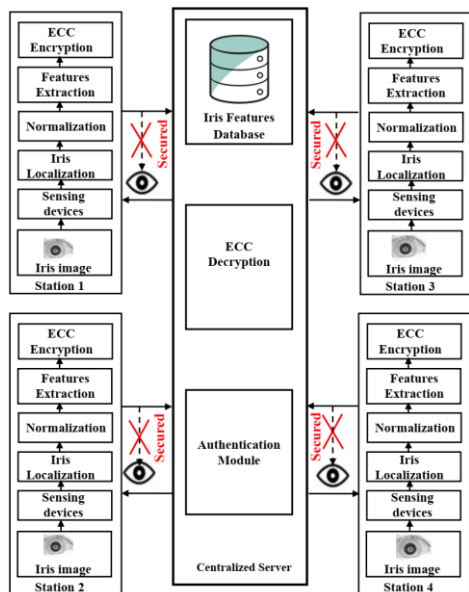 ECC
Encryption
Features
Extraction
Normalization
Iris
Localization
Sensing
devices
Iris image
Station 1
Secured
Iris Features
Database
ECC
Decryption
Authentication
Module
Centralized Server
Secured
ECC
Encryption
Features
Extraction
Normalization
Iris
Localization
Sensing
devices
Iris image
Station 3
ECC
Encryption
Features
Extraction
Normalization
Iris
Localization
Sensing
devices
Iris image
Station 2
Secured
Secured
ECC
Encryption
Features
Extraction
Normalization
Iris
Localization
Sensing
devices
Iris image
Station 4